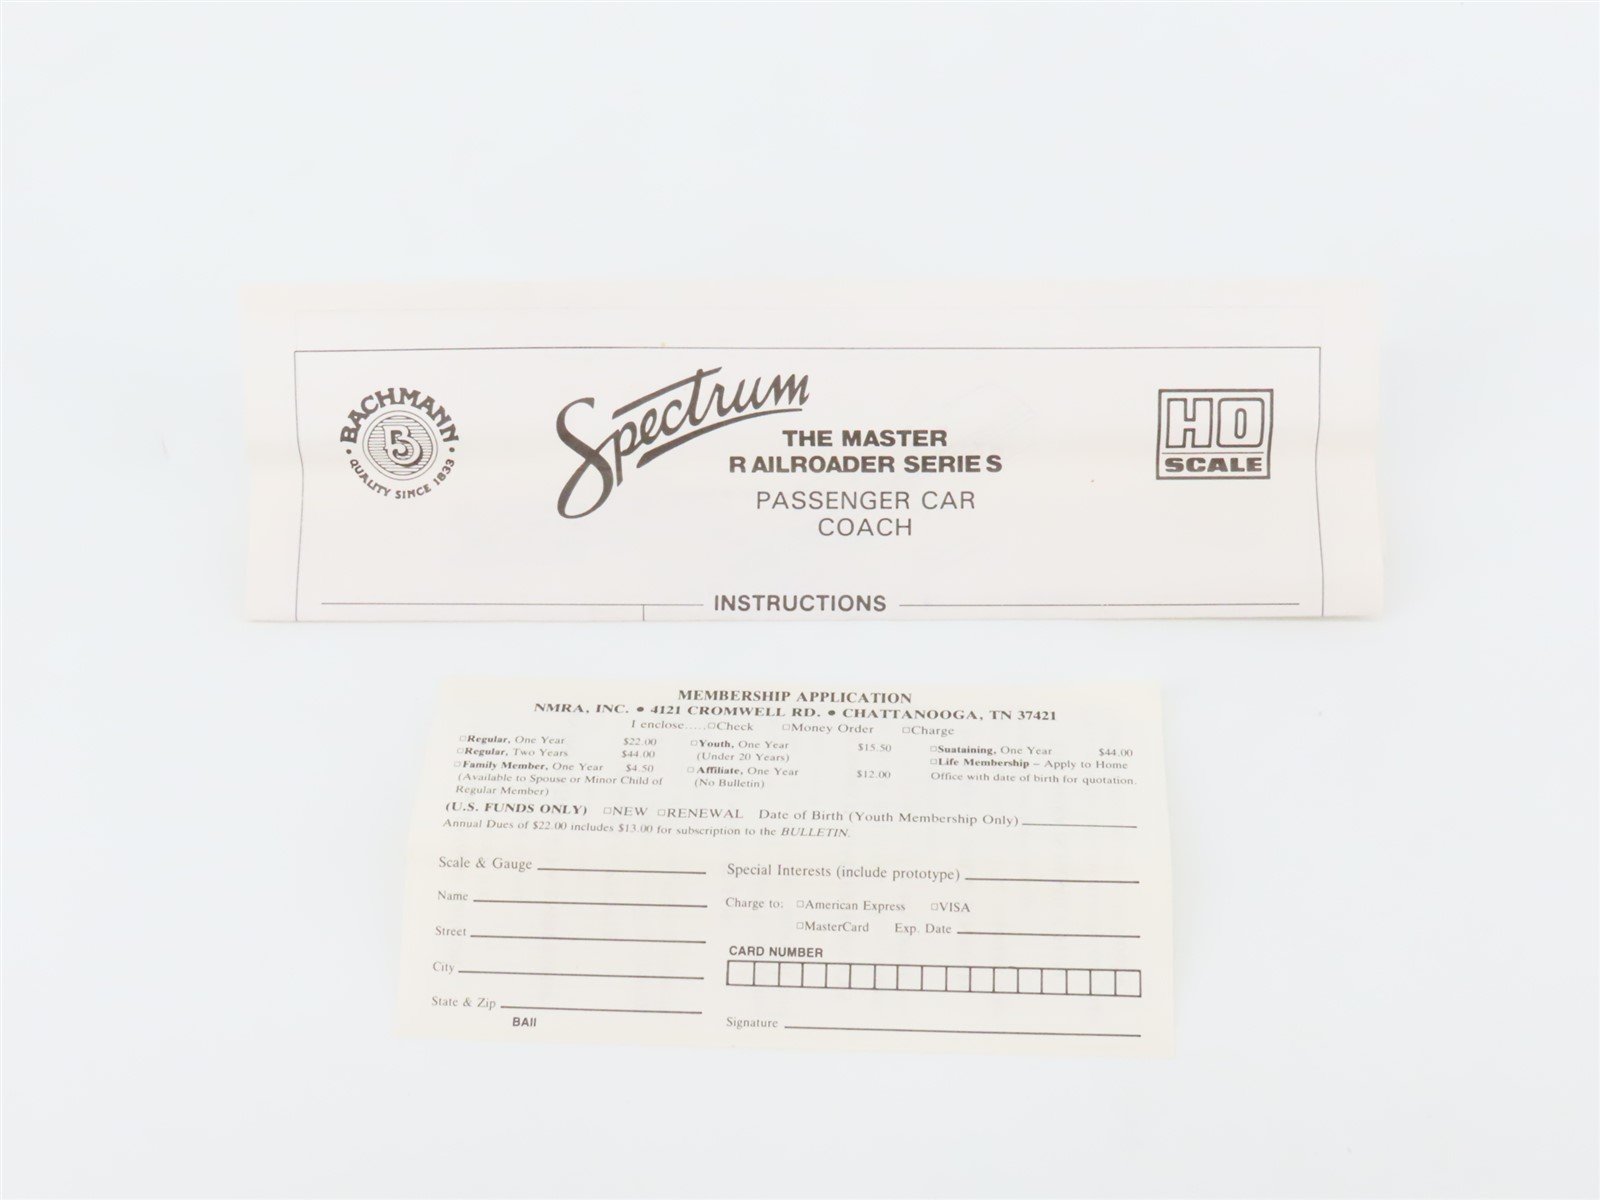 BACHMANN
B
• QUALITY SINCE 1833 •
Spectrum
THE MASTER
RAILROADER SERIES
PASSENGER CAR
COACH
HO
SCALE
INSTRUCTIONS
MEMBERSHIP APPLICATION
NMRA, INC. • 4121 CROMWELL RD. • CHATTANOOGA, TN 37421
I enclose..... □Check □Money Order □Charge
□Regular, One Year $22.00
□Regular, Two Years $44.00
□Family Member, One Year $4.50
(Available to Spouse or Minor Child of
Regular Member)
□Youth, One Year $15.50
(Under 20 Years)
□Affiliate, One Year $12.00
(No Bulletin)
□Suataining, One Year $44.00
□Life Membership – Apply to Home
Office with date of birth for quotation.
(U.S. FUNDS ONLY) □NEW □RENEWAL Date of Birth (Youth Membership Only)
Annual Dues of $22.00 includes $13.00 for subscription to the BULLETIN.
Scale & Gauge
Name
Street
City
State & Zip
BA11
Special Interests (include prototype)
Charge to: □American Express □VISA
□MasterCard Exp. Date
CARD NUMBER
Signature